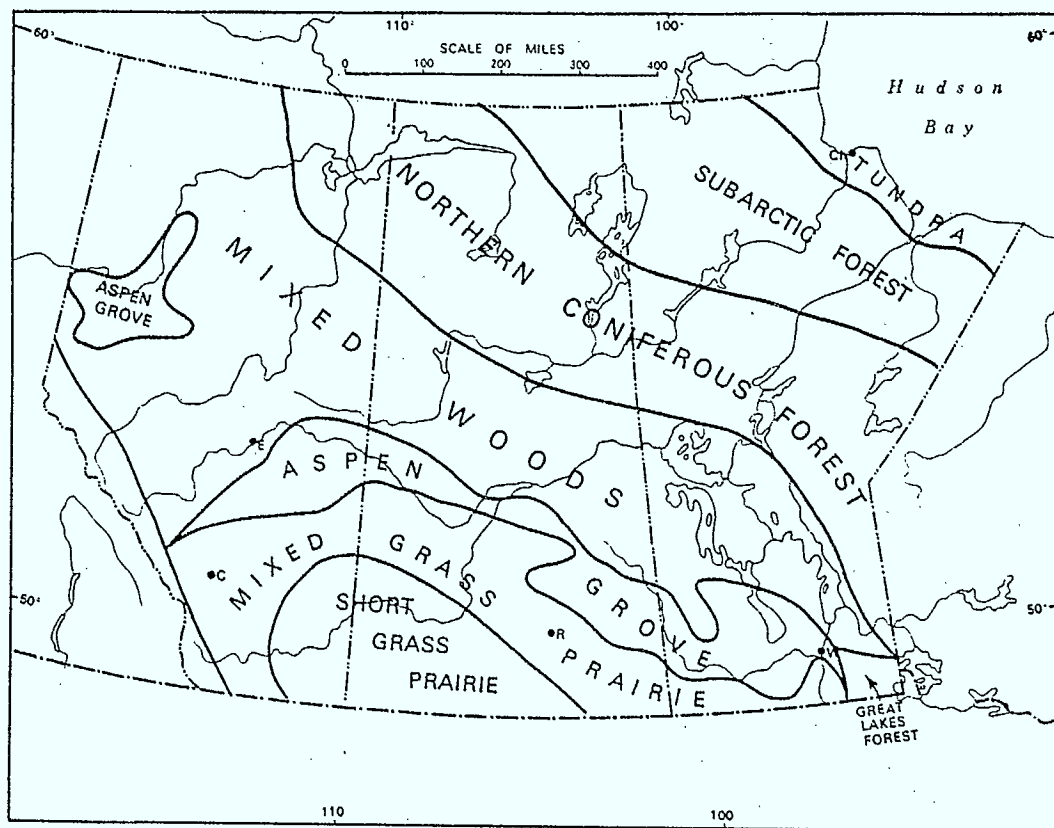 110°
100°
60°
60°
SCALE OF MILES
0 100 200 300 400
Hudson
Bay
CH
TUNDRA
SUBARCTIC FOREST
NORTHERN CONIFEROUS FOREST
MIXED WOODS
ASPEN
GROVE
E
ASPEN GROVE
C
MIXED GRASS PRAIRIE
SHORT
GRASS
PRAIRIE
R
W
50°
50°
GREAT
LAKES
FOREST
110
100